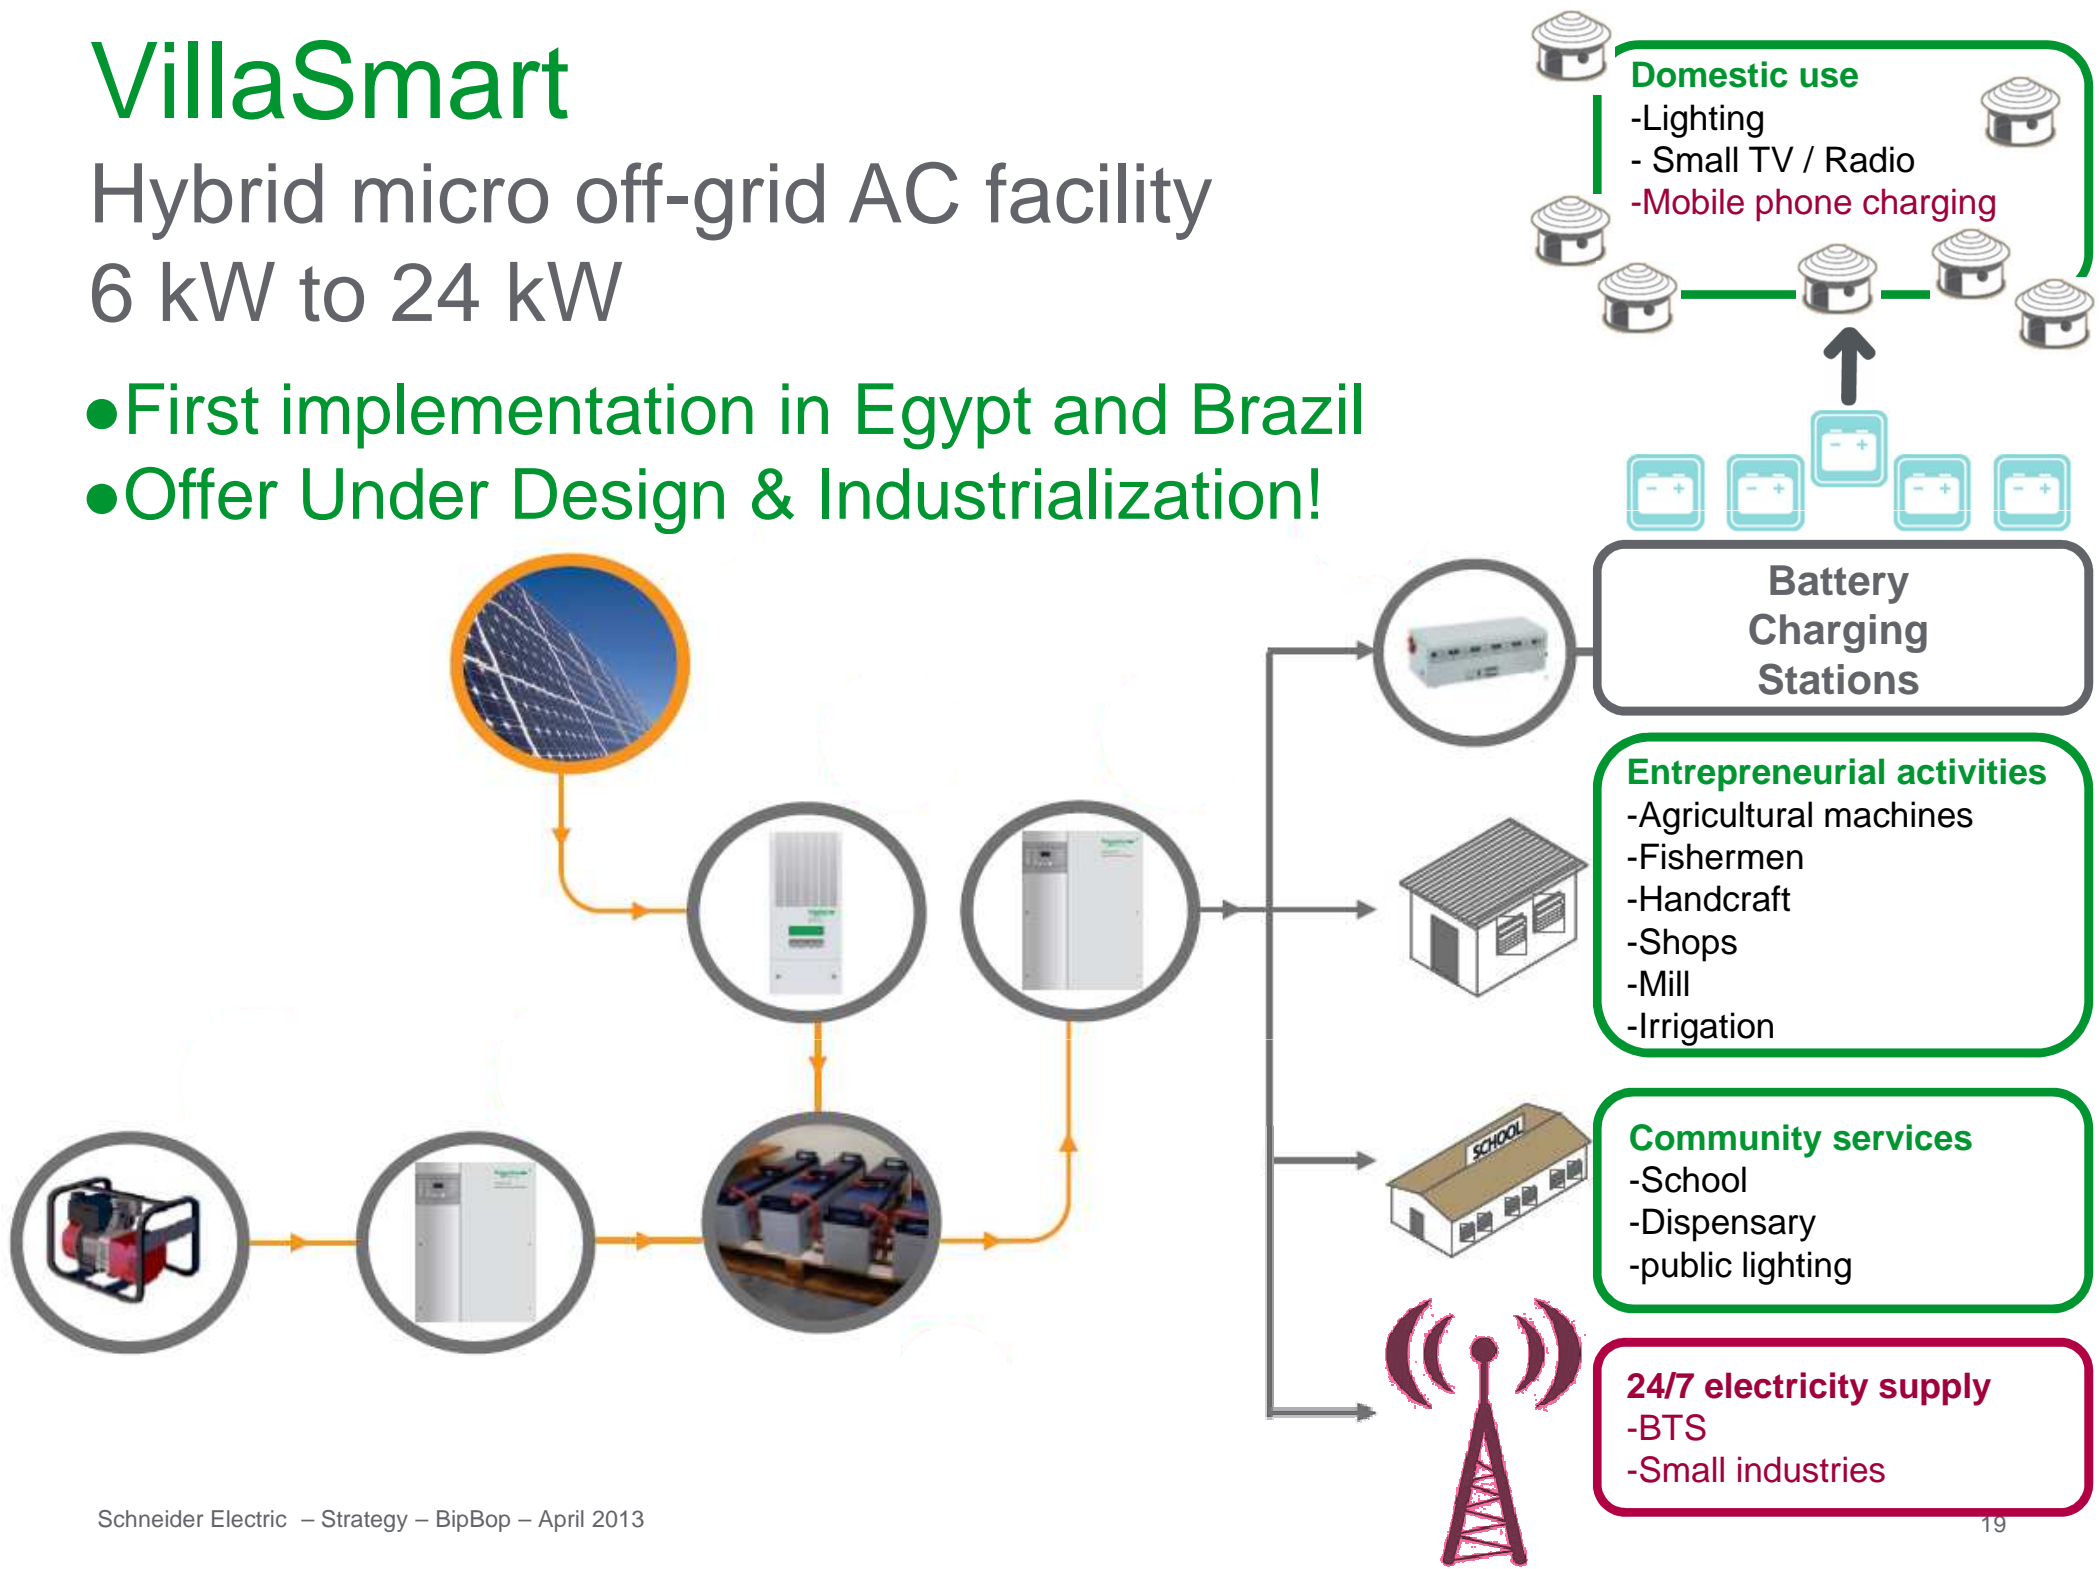 VillaSmart
Hybrid micro off-grid AC facility
6 kW to 24 kW
●First implementation in Egypt and Brazil
●Offer Under Design & Industrialization!
Domestic use
-Lighting
- Small TV / Radio
-Mobile phone charging
Battery
Charging
Stations
Entrepreneurial activities
-Agricultural machines
-Fishermen
-Handcraft
-Shops
-Mill
-Irrigation
SCHOOL
Community services
-School
-Dispensary
-public lighting
24/7 electricity supply
-BTS
-Small industries
Schneider Electric – Strategy – BipBop – April 2013
19